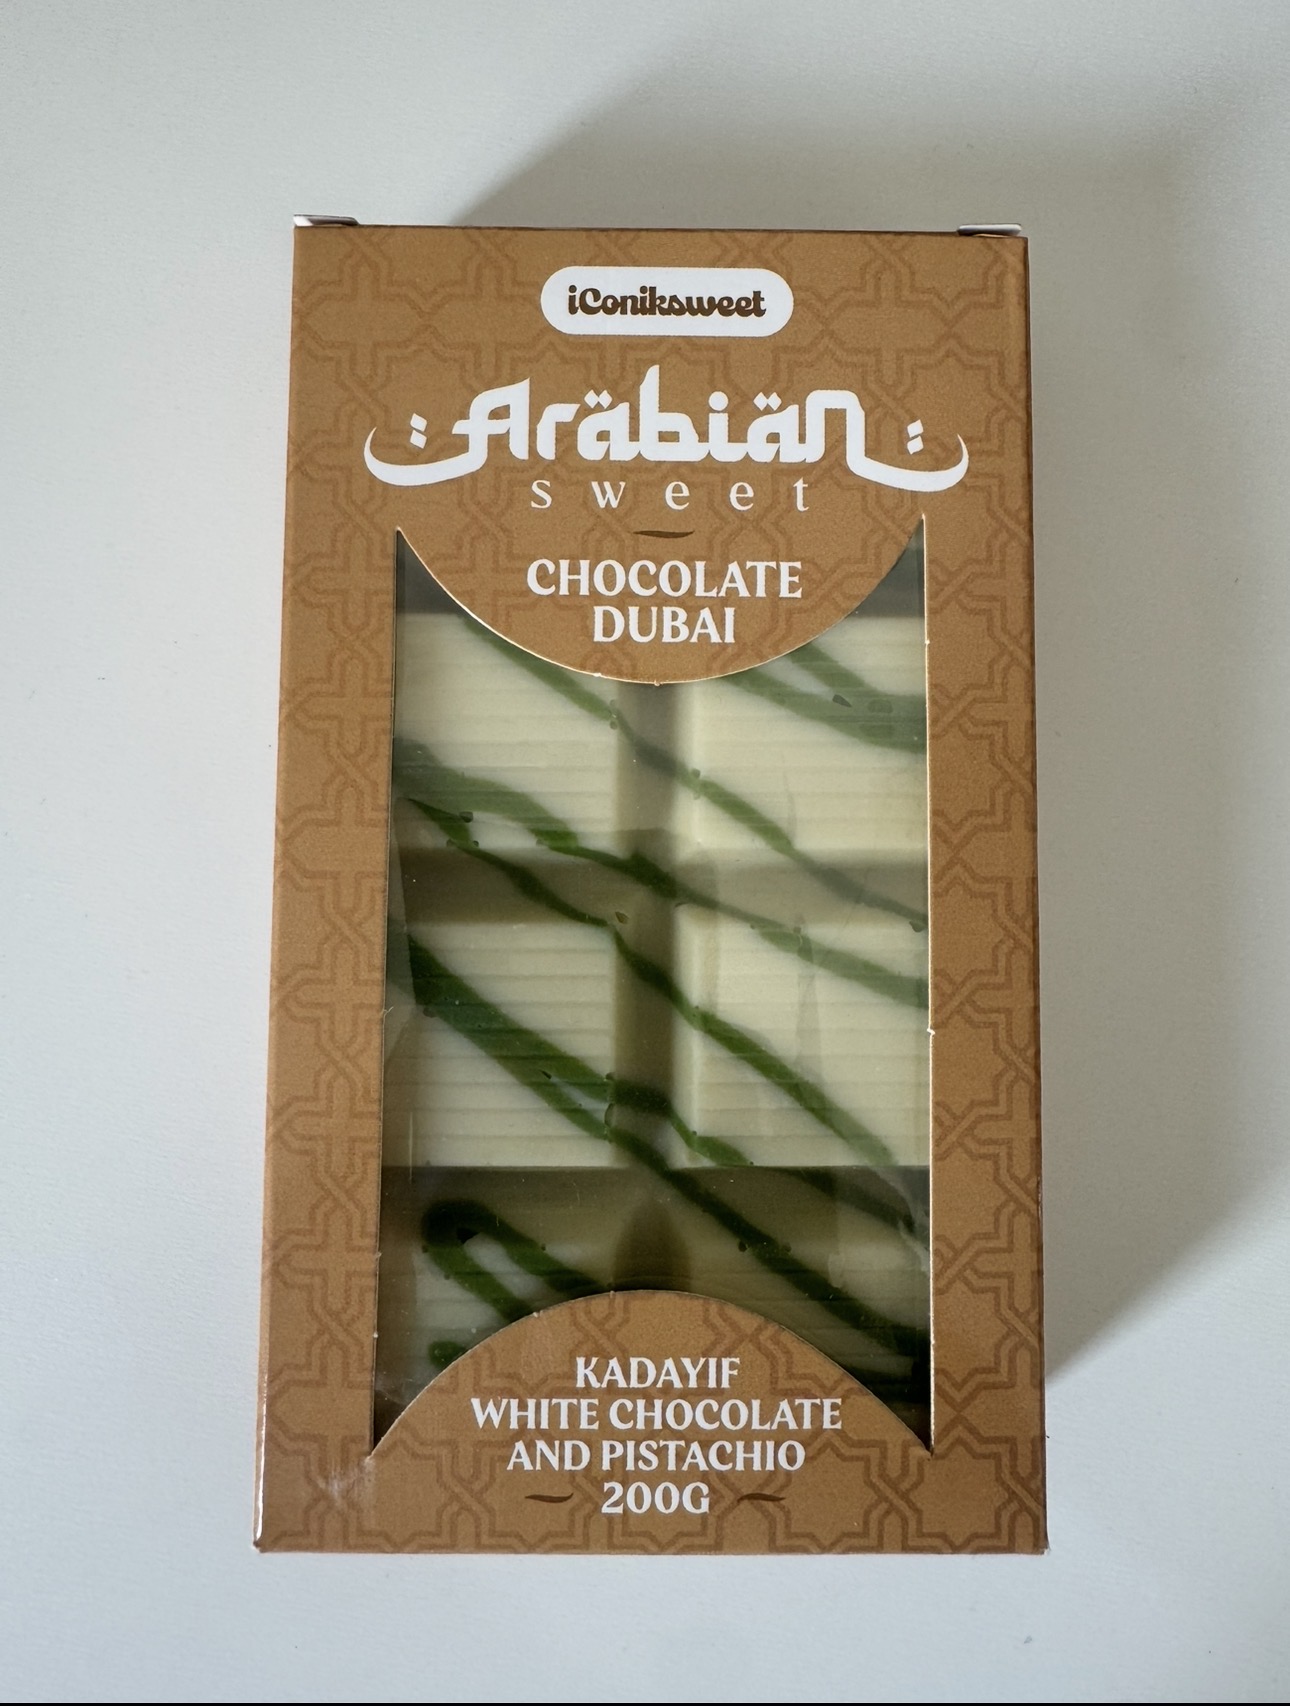 iConiksweet
Arabian
sweet
CHOCOLATE
DUBAI
KADAYIF
WHITE CHOCOLATE
AND PISTACHIO
200G